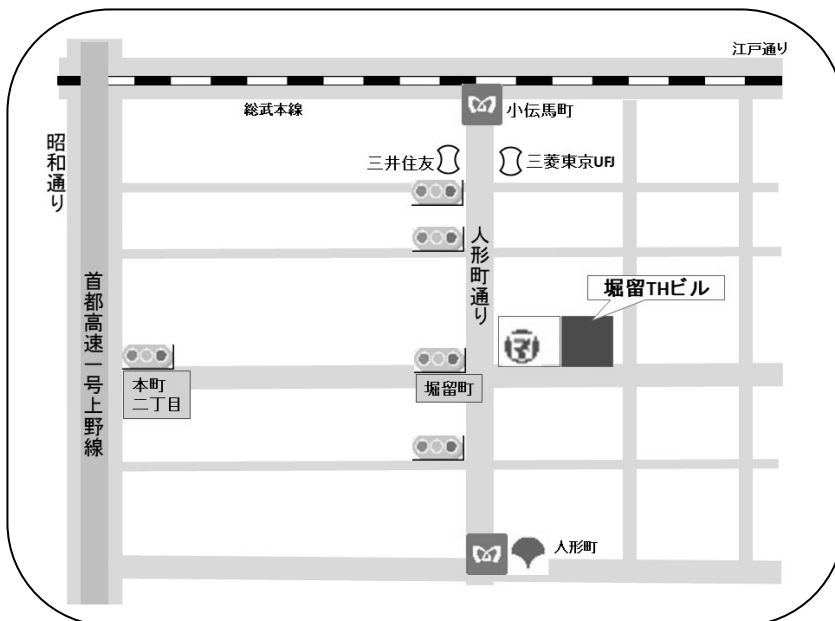 江戸通り
総武本線
小伝馬町
昭和通り
三井住友
三菱東京UFJ
人形町通り
堀留THビル
首都高速一号上野線
マ
本町
二丁目
堀留町
人形町